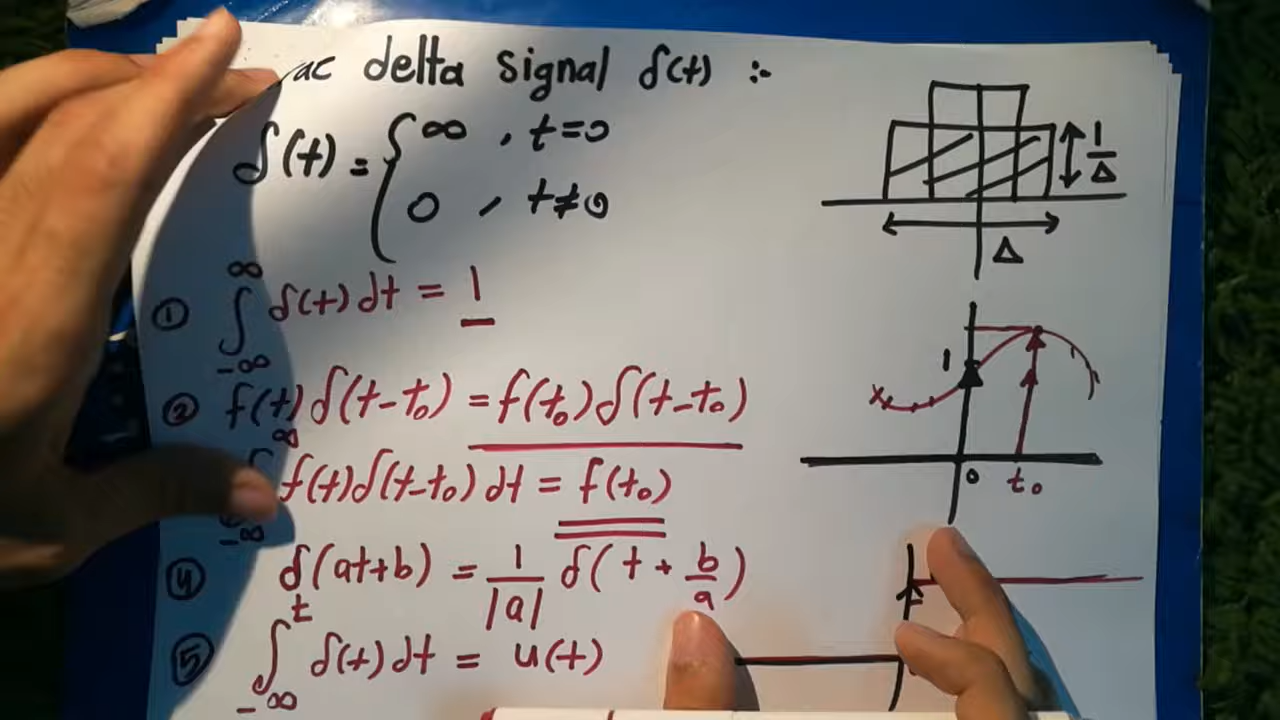 ac delta signal δ(t) :-
δ(t) = { ∞ , t=0
0 , t≠0
① ∫_{-∞}^{∞} δ(t) dt = 1
② f(t) δ(t-t₀) = f(t₀) δ(t-t₀)
∫_{-∞}^{∞} f(t) δ(t-t₀) dt = f(t₀)
④ δ(at+b) = 1/|a| δ(t + b/a)
⑤ ∫_{-∞}^{t} δ(t) dt = u(t)
1/Δ
Δ
1
0 t₀